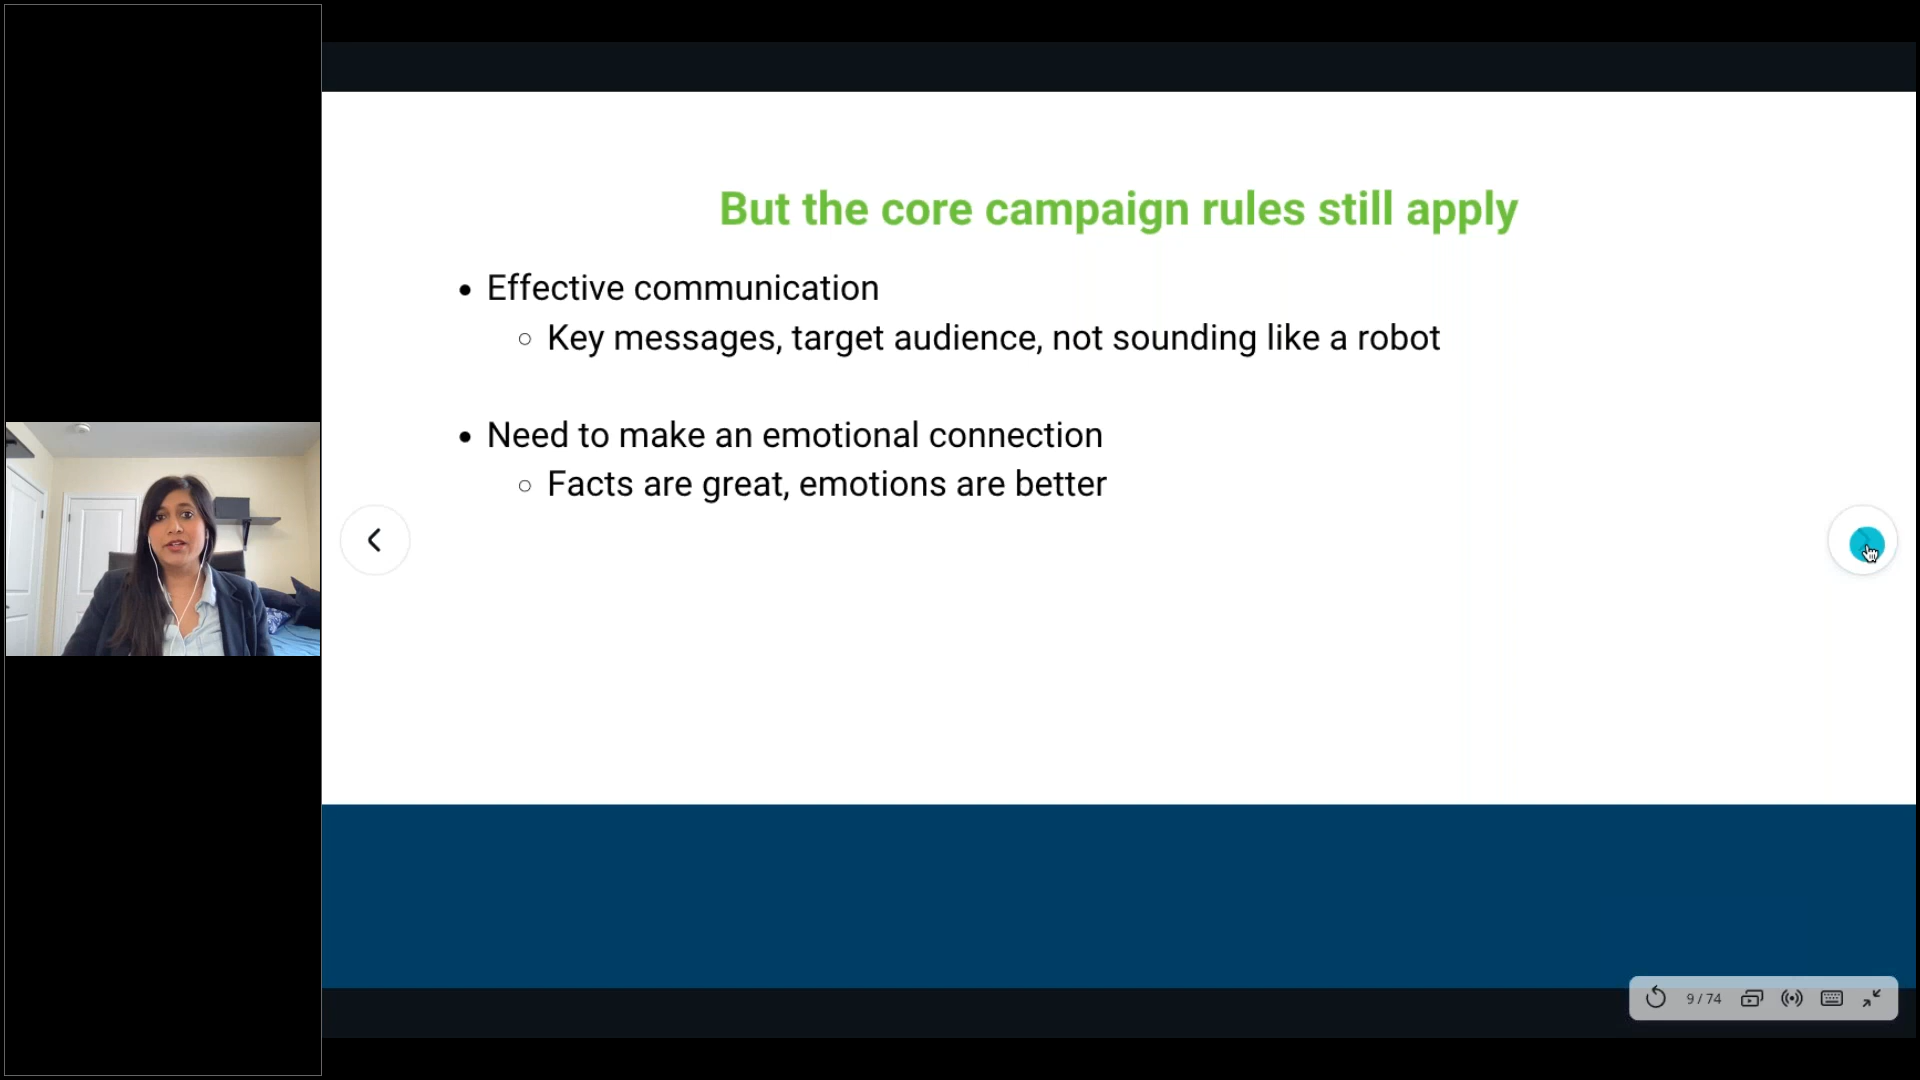 But the core campaign rules still apply
• Effective communication
○ Key messages, target audience, not sounding like a robot
• Need to make an emotional connection
○ Facts are great, emotions are better
9 / 74